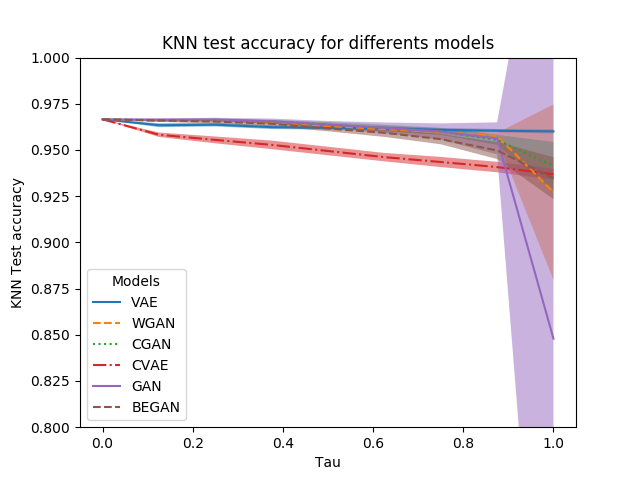 KNN test accuracy for differents models
KNN Test accuracy
1.000
0.975
0.950
0.925
0.900
0.875
0.850
0.825
0.800
Models
VAE
WGAN
CGAN
CVAE
GAN
BEGAN
0.0 0.2 0.4 0.6 0.8 1.0
Tau